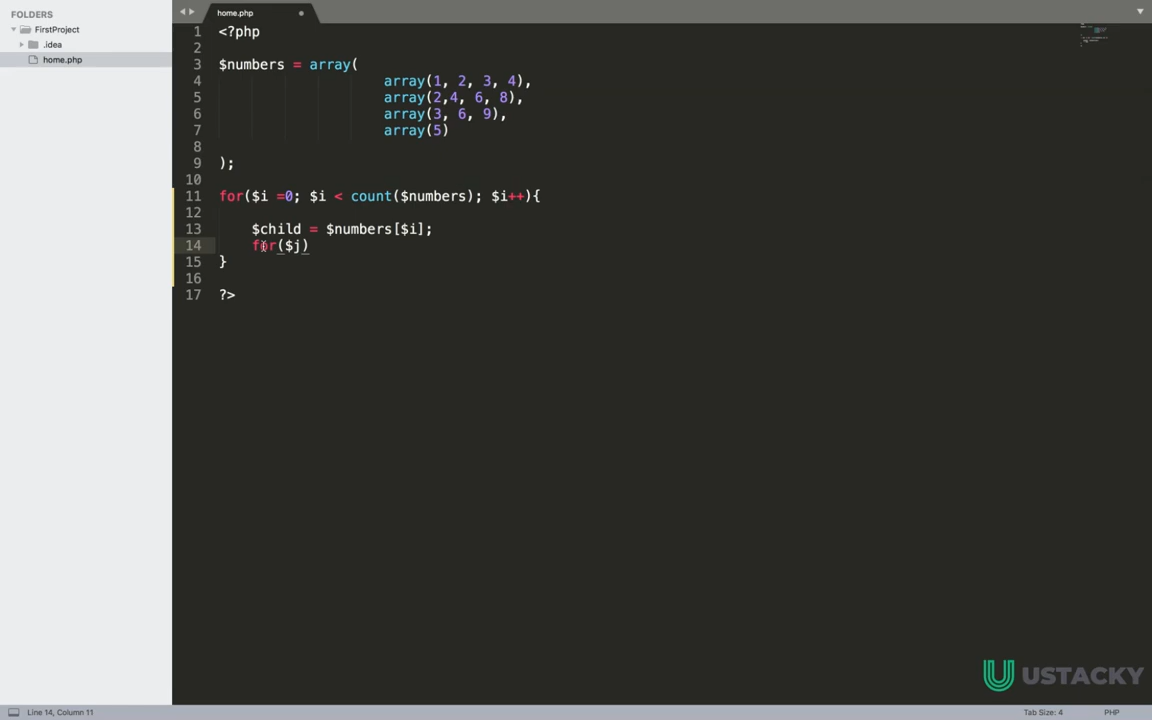 FOLDERS
FirstProject
.idea
home.php
home.php
1 <?php
2
3 $numbers = array(
4 array(1, 2, 3, 4),
5 array(2,4, 6, 8),
6 array(3, 6, 9),
7 array(5)
8
9 );
10
11 for($i =0; $i < count($numbers); $i++){
12
13 $child = $numbers[$i];
14 for($j)
15 }
16
17 ?>
USTACKY
Line 14, Column 11
Tab Size: 4
PHP